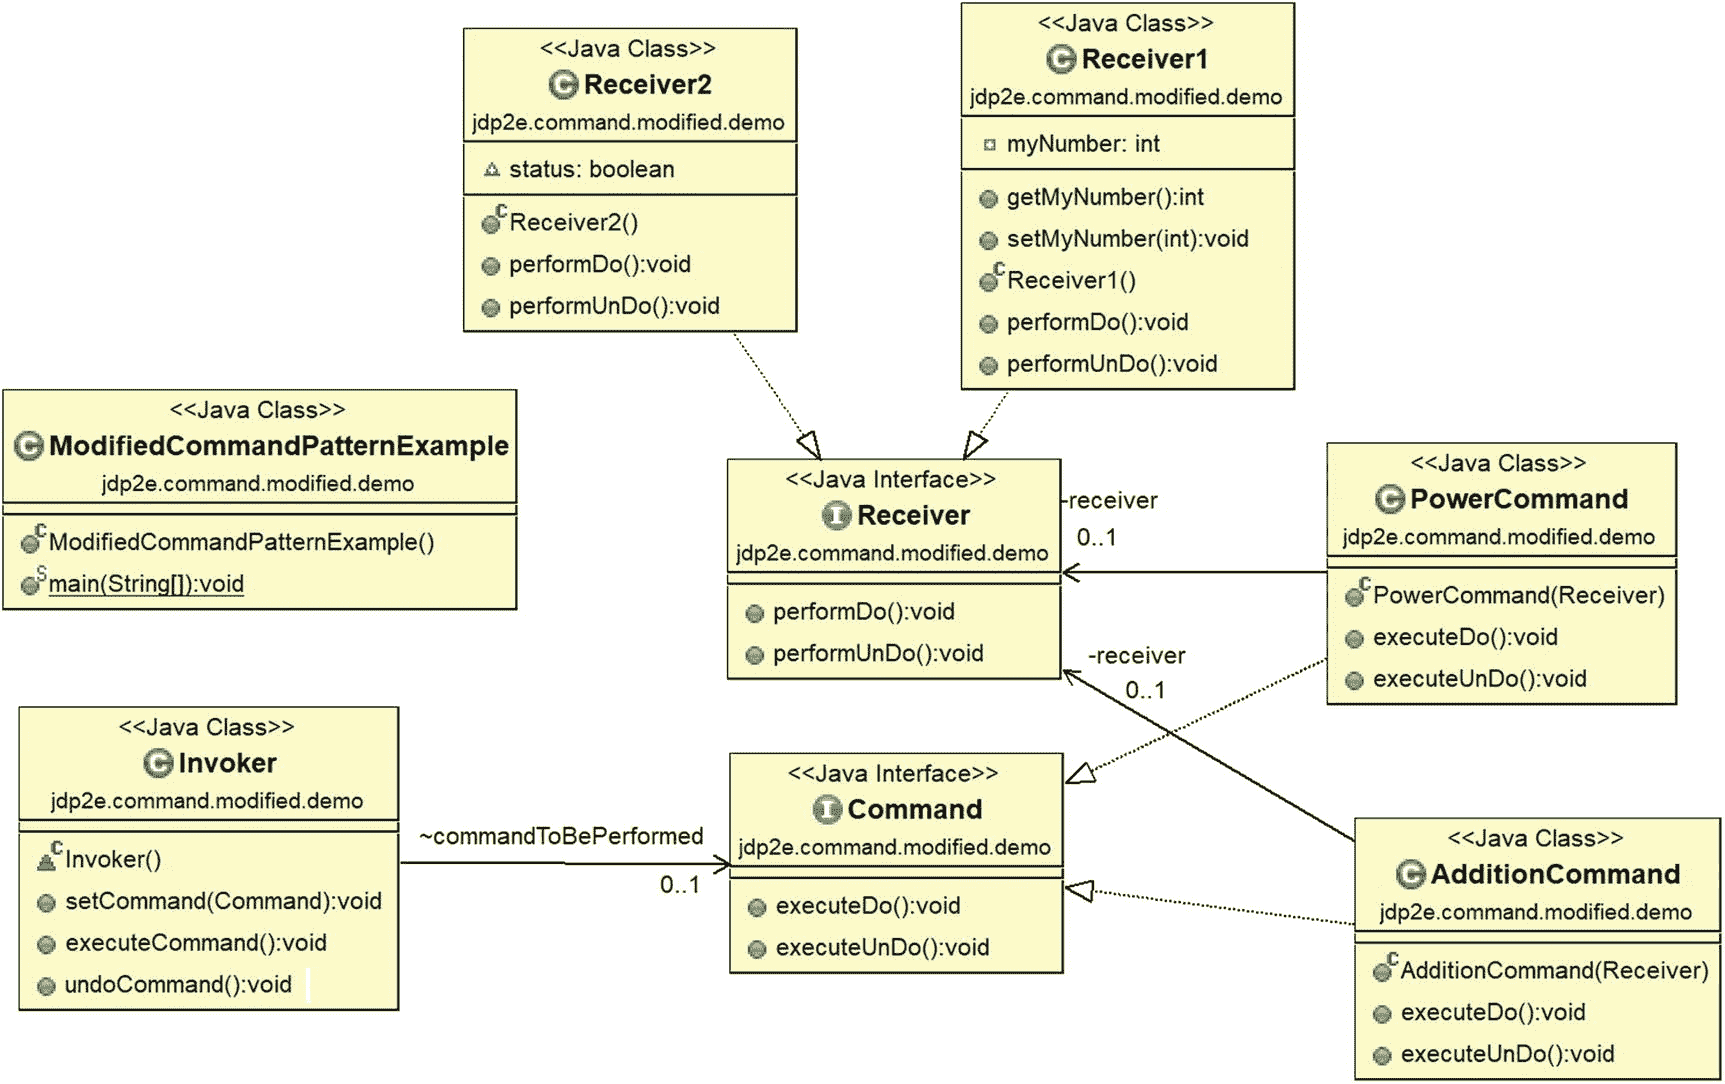 <<Java Class>>
Receiver2
jdp2e.command.modified.demo
status: boolean
Receiver2()
performDo():void
performUnDo():void
<<Java Class>>
Receiver1
jdp2e.command.modified.demo
myNumber: int
getMyNumber():int
setMyNumber(int):void
Receiver1()
performDo():void
performUnDo():void
<<Java Class>>
ModifiedCommandPatternExample
jdp2e.command.modified.demo
ModifiedCommandPatternExample()
main(String[]):void
<<Java Interface>>
Receiver
jdp2e.command.modified.demo
performDo():void
performUnDo():void
-receiver
0..1
<<Java Class>>
PowerCommand
jdp2e.command.modified.demo
PowerCommand(Receiver)
executeDo():void
executeUnDo():void
-receiver
0..1
<<Java Class>>
Invoker
jdp2e.command.modified.demo
Invoker()
setCommand(Command):void
executeCommand():void
undoCommand():void
~commandToBePerformed
0..1
<<Java Interface>>
Command
jdp2e.command.modified.demo
executeDo():void
executeUnDo():void
<<Java Class>>
AdditionCommand
jdp2e.command.modified.demo
AdditionCommand(Receiver)
executeDo():void
executeUnDo():void